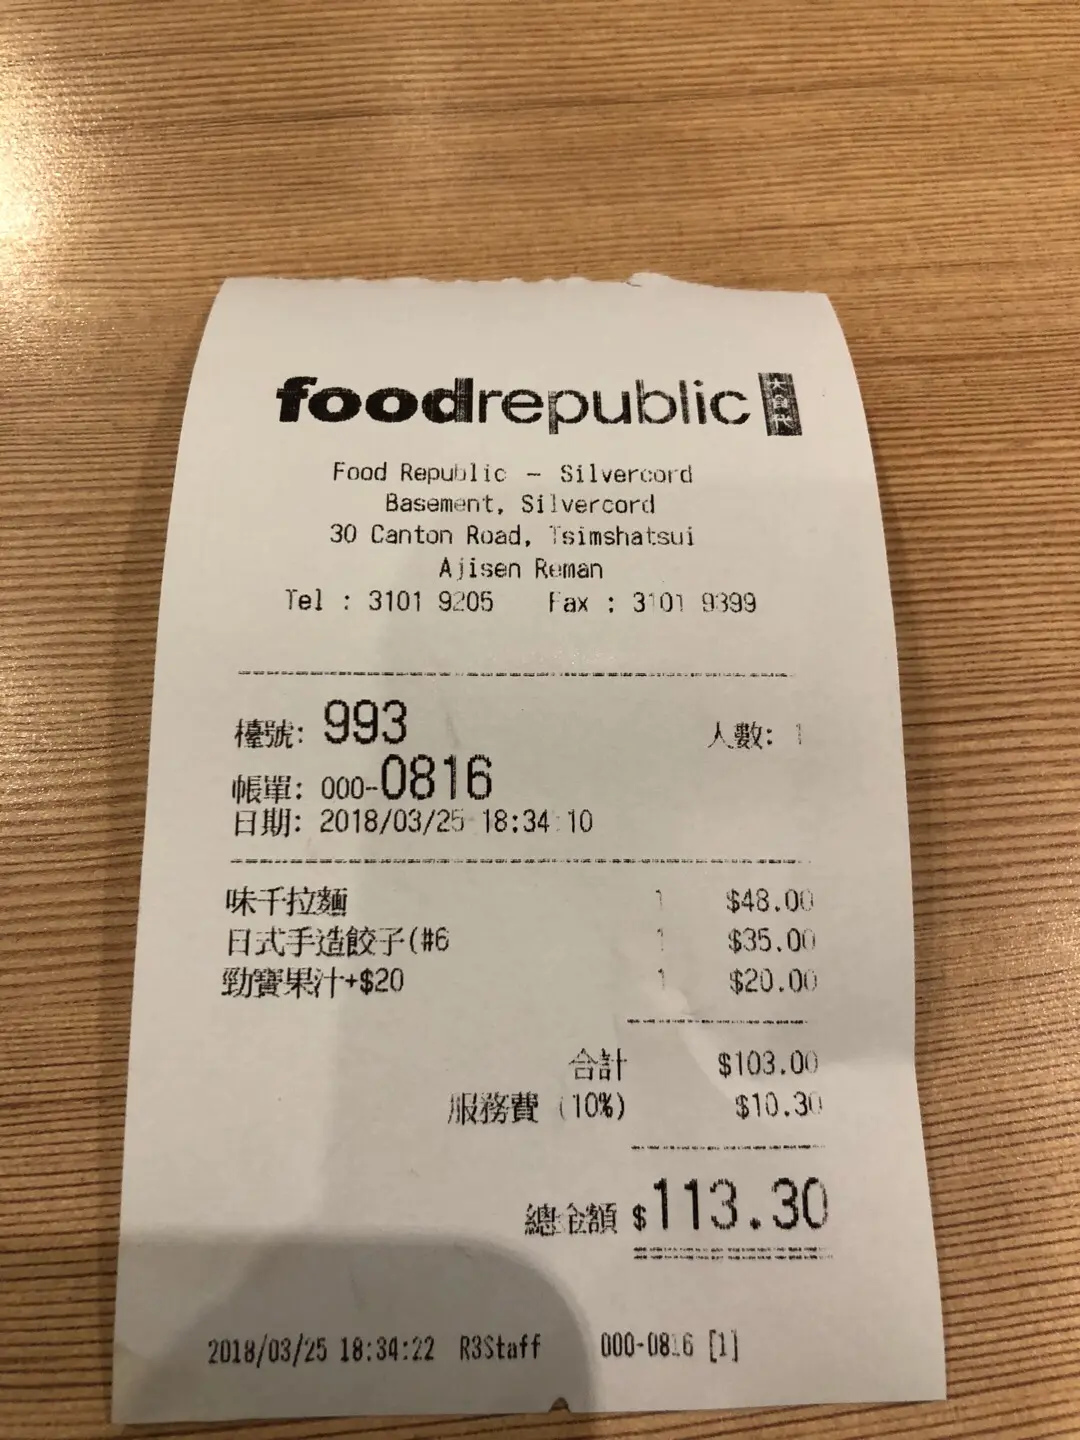 foodrepublic 大食代
Food Republic - Silvercord
Basement, Silvercord
30 Canton Road, Tsimshatsui
Ajisen Reman
Tel : 3101 9205 Fax : 3101 9399
檯號: 993 人數: 1
帳單: 000-0816
日期: 2018/03/25 18:34:10
味千拉麵 1 $48.00
日式手造餃子(#6 1 $35.00
勁寶果汁+$20 1 $20.00
合計 $103.00
服務費 (10%) $10.30
總金額 $113.30
2018/03/25 18:34:22 R3Staff 000-0816 [1]